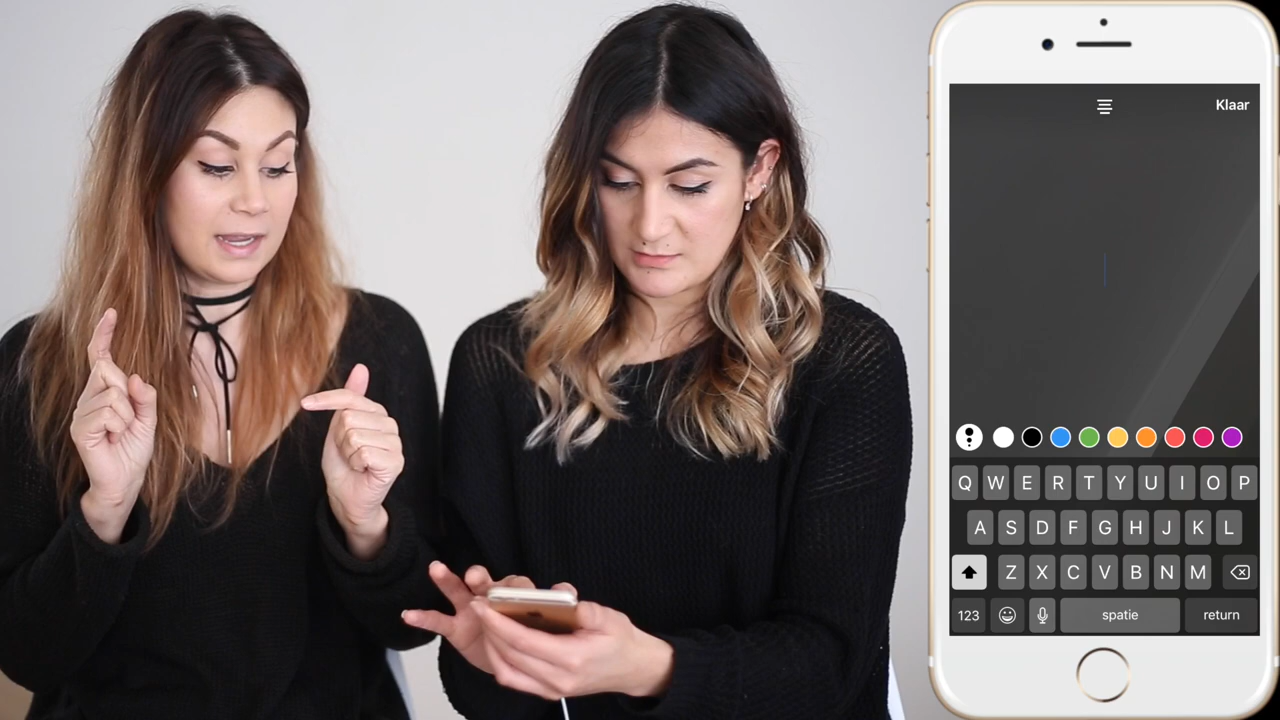 Klaar
Q W E R T Y U I O P
A S D F G H J K L
Z X C V B N M
123 spatie return